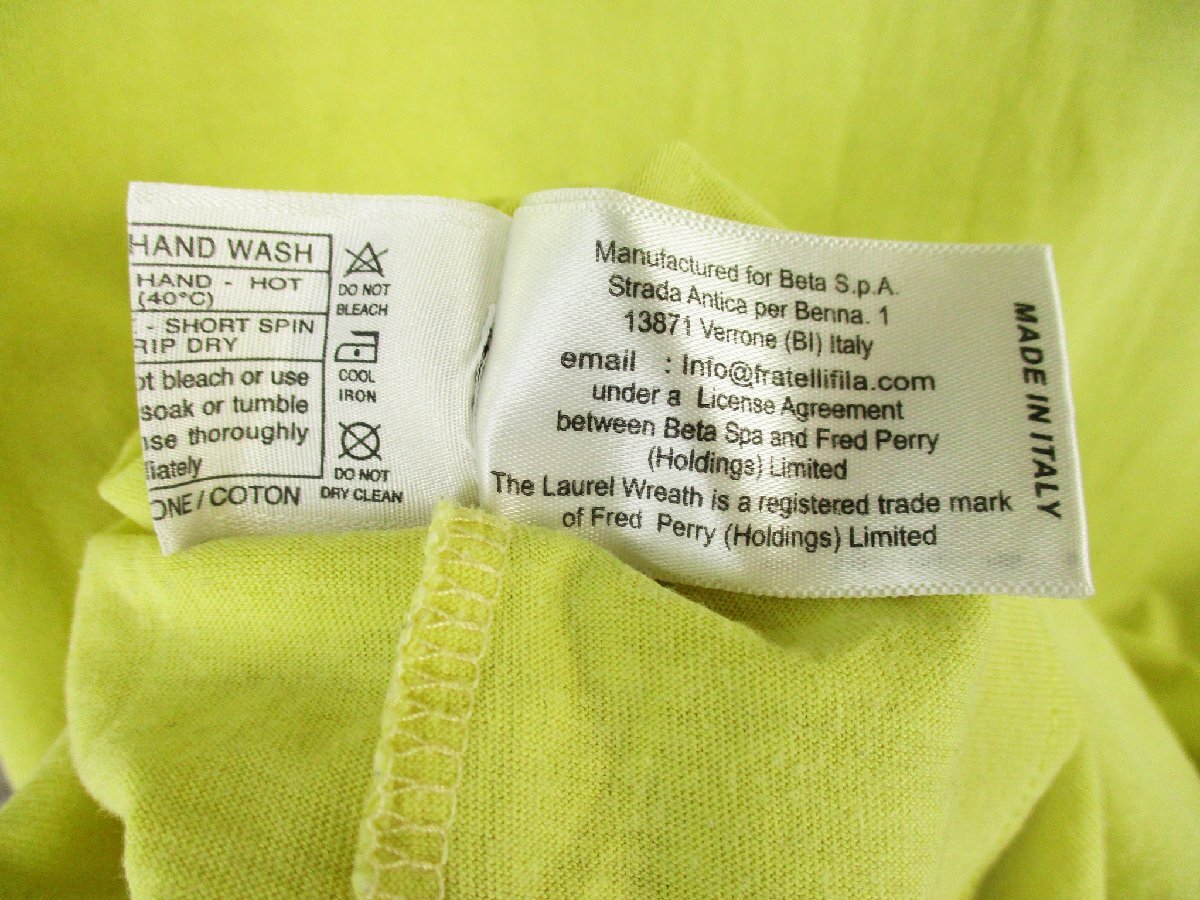 HAND WASH
HAND - HOT
(40°C)
- SHORT SPIN
RIP DRY
bleach or use
soak or tumble
thoroughly
ONE / COTON
DO NOT
BLEACH
COOL
IRON
DO NOT
DRY CLEAN
Manufactured for Beta S.p.A.
Strada Antica per Benna. 1
13871 Verrone (BI) Italy
email : Info@fratellifila.com
under a License Agreement
between Beta Spa and Fred Perry
(Holdings) Limited
The Laurel Wreath is a registered trade mark
of Fred Perry (Holdings) Limited
MADE IN ITALY